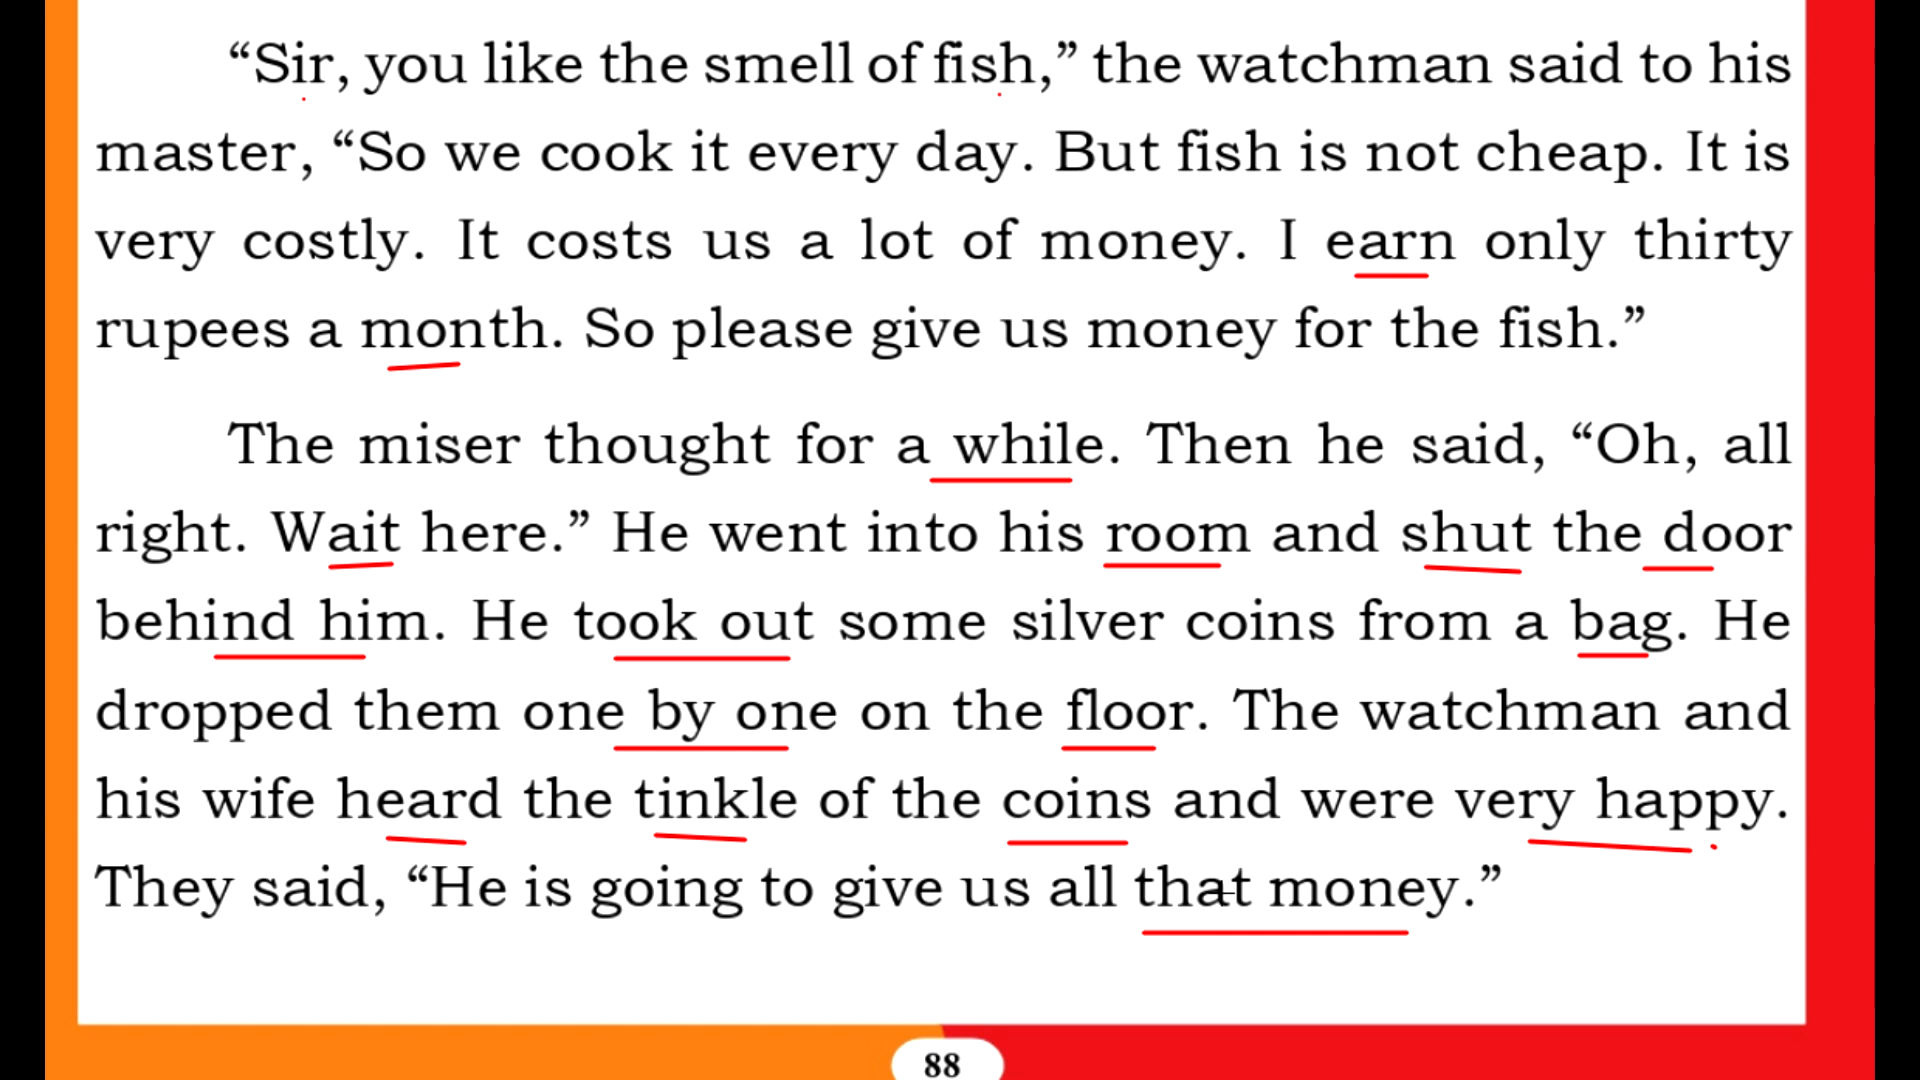 “Sir, you like the smell of fish,” the watchman said to his
master, “So we cook it every day. But fish is not cheap. It is
very costly. It costs us a lot of money. I earn only thirty
rupees a month. So please give us money for the fish.”
The miser thought for a while. Then he said, “Oh, all
right. Wait here.” He went into his room and shut the door
behind him. He took out some silver coins from a bag. He
dropped them one by one on the floor. The watchman and
his wife heard the tinkle of the coins and were very happy.
They said, “He is going to give us all that money.”
88